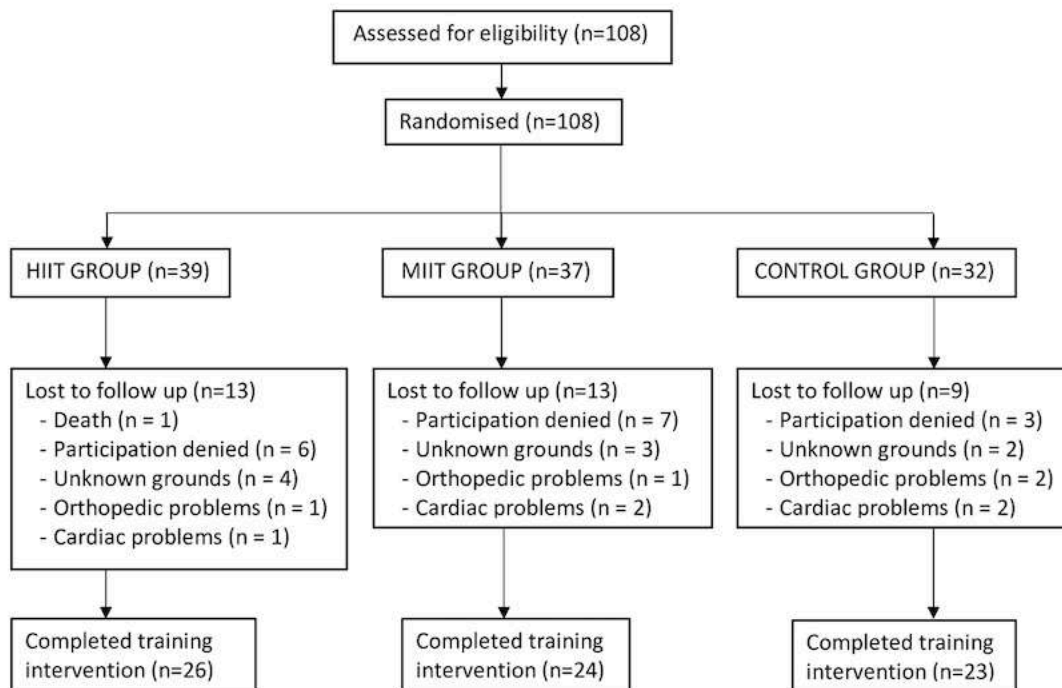 Assessed for eligibility (n=108)
Randomised (n=108)
HIIT GROUP (n=39)
MIIT GROUP (n=37)
CONTROL GROUP (n=32)
Lost to follow up (n=13)
- Death (n = 1)
- Participation denied (n = 6)
- Unknown grounds (n = 4)
- Orthopedic problems (n = 1)
- Cardiac problems (n = 1)
Lost to follow up (n=13)
- Participation denied (n = 7)
- Unknown grounds (n = 3)
- Orthopedic problems (n = 1)
- Cardiac problems (n = 2)
Lost to follow up (n=9)
- Participation denied (n = 3)
- Unknown grounds (n = 2)
- Orthopedic problems (n = 2)
- Cardiac problems (n = 2)
Completed training
intervention (n=26)
Completed training
intervention (n=24)
Completed training
intervention (n=23)